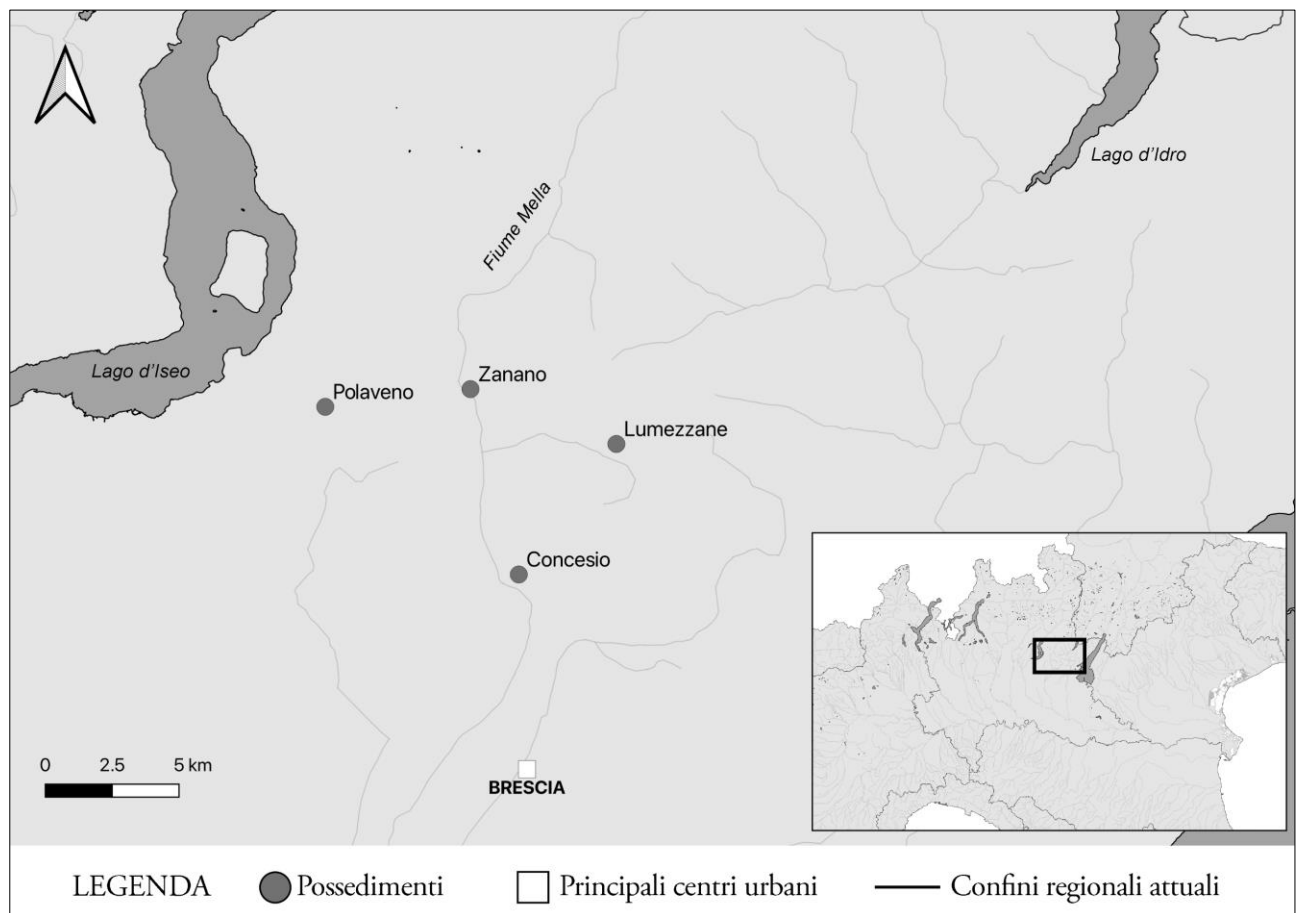 Lago d'Idro
Fiume Mella
Lago d'Iseo
Zanano
Polaveno
Lumezzane
Concesio
0 2.5 5 km
BRESCIA
LEGENDA Possedimenti Principali centri urbani Confini regionali attuali